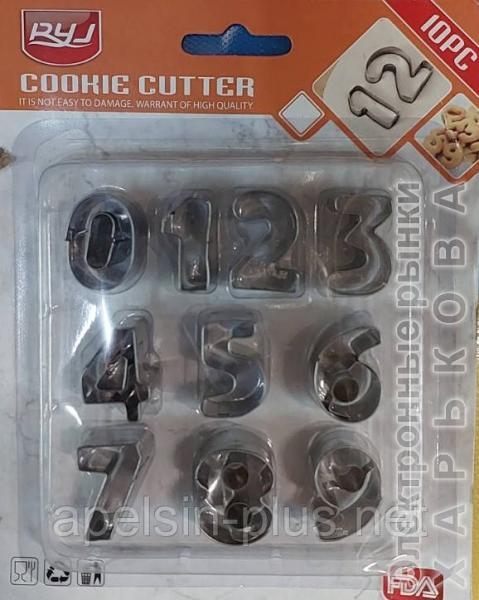 RYJ
10PC
COOKIE CUTTER
IT IS NOT EASY TO DAMAGE. WARRANT OF HIGH QUALITY.
12
0 1 2 3
4 5 6
7 8 9
apelsin-plus.net
Электронные рынки
ХАРЬКОВА
FDA